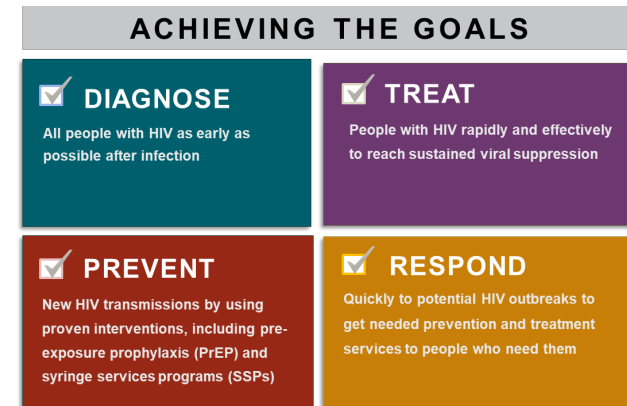 ACHIEVING THE GOALS
DIAGNOSE
All people with HIV as early as
possible after infection
TREAT
People with HIV rapidly and effectively
to reach sustained viral suppression
PREVENT
New HIV transmissions by using
proven interventions, including pre-
exposure prophylaxis (PrEP) and
syringe services programs (SSPs)
RESPOND
Quickly to potential HIV outbreaks to
get needed prevention and treatment
services to people who need them